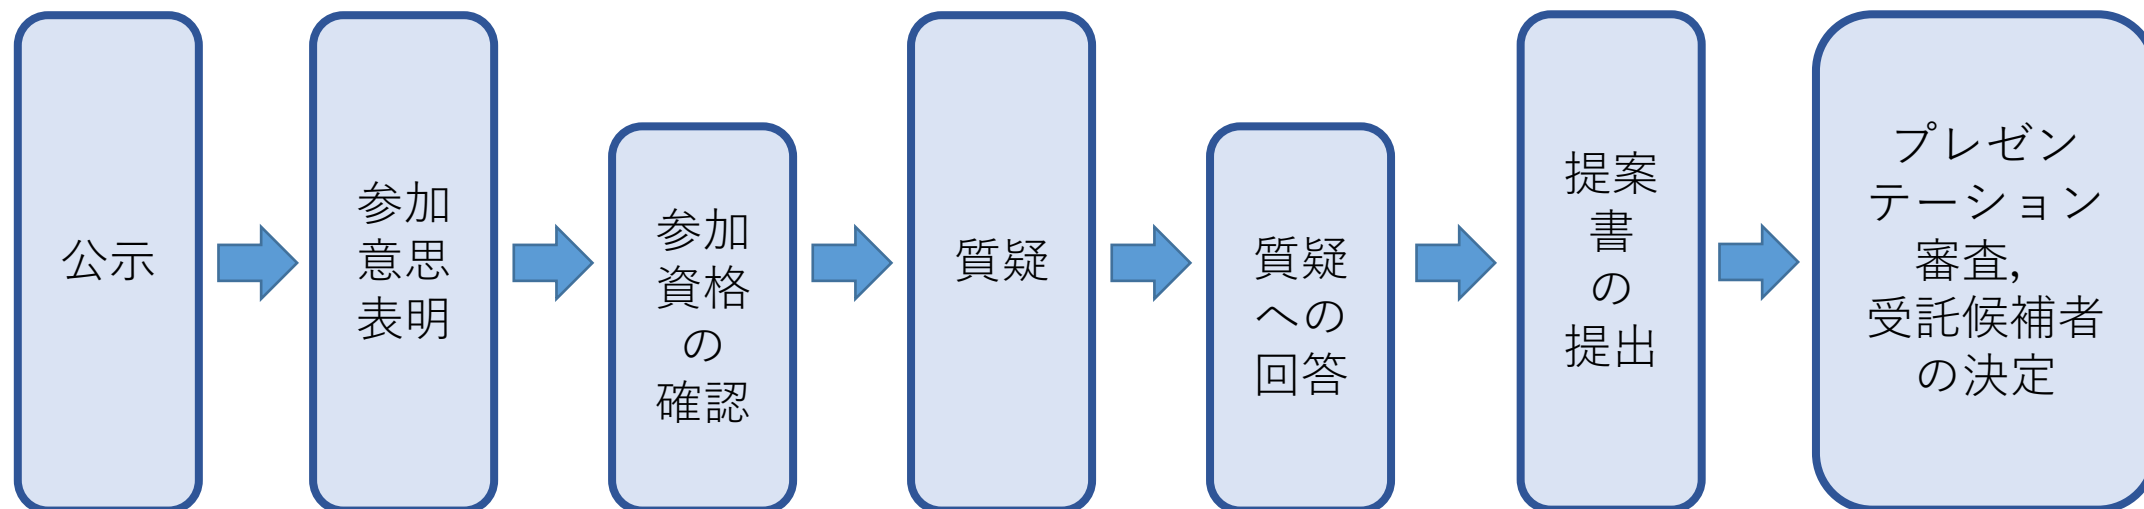 公示
参加
意思
表明
参加
資格
の
確認
質疑
質疑
への
回答
提案
書
の
提出
プレゼン
テーション
審査,
受託候補者
の決定